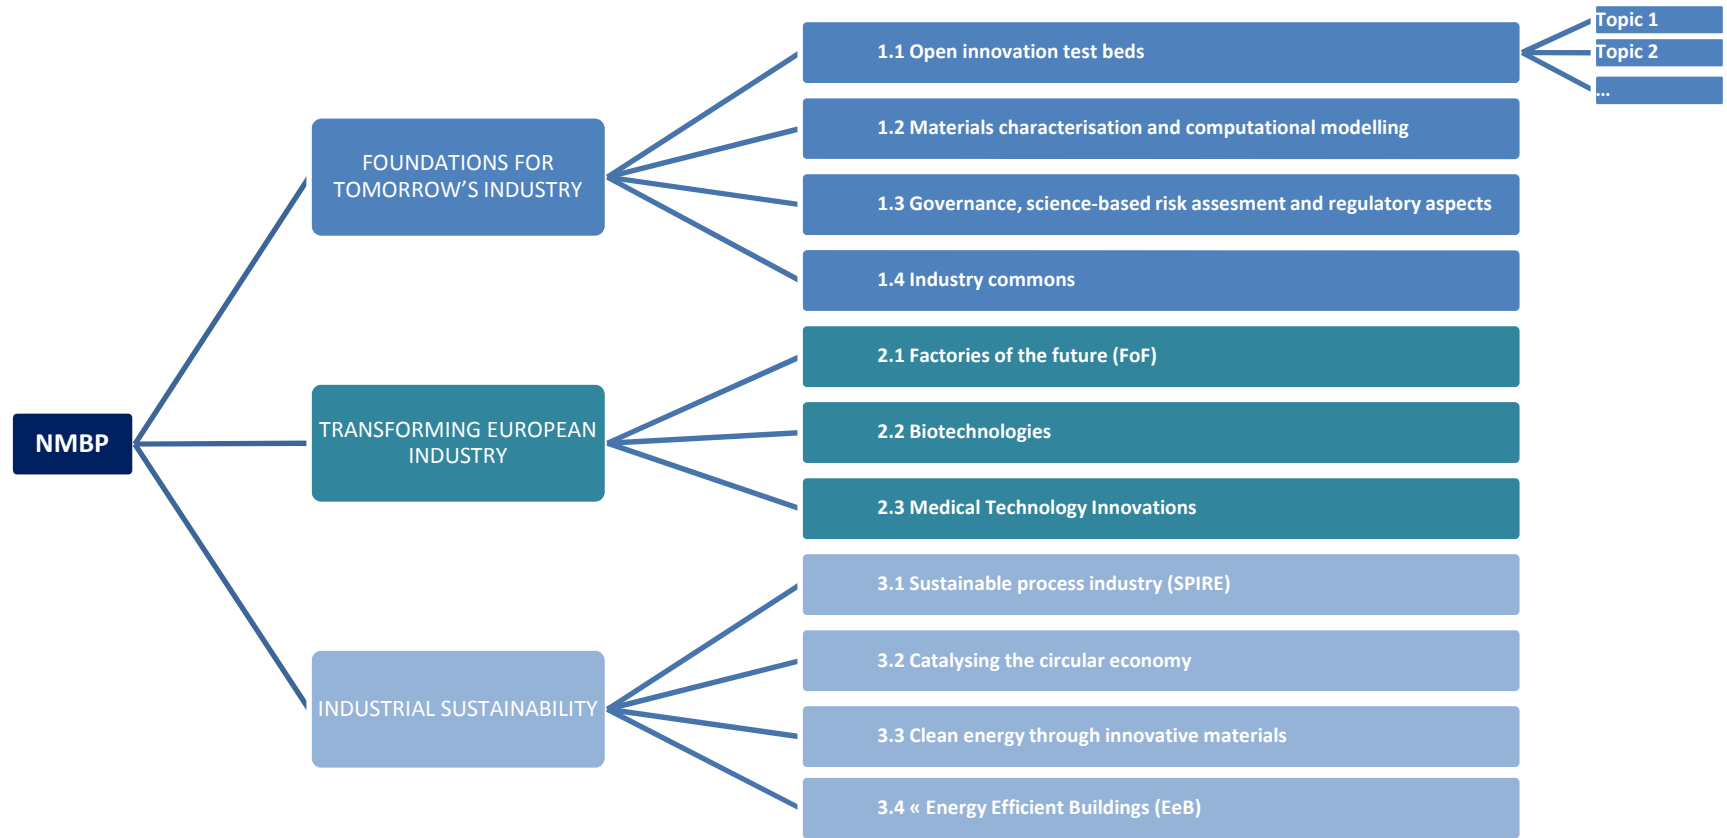 NMBP
FOUNDATIONS FOR
TOMORROW’S INDUSTRY
1.1 Open innovation test beds
Topic 1
Topic 2
...
1.2 Materials characterisation and computational modelling
1.3 Governance, science-based risk assesment and regulatory aspects
1.4 Industry commons
TRANSFORMING EUROPEAN
INDUSTRY
2.1 Factories of the future (FoF)
2.2 Biotechnologies
2.3 Medical Technology Innovations
INDUSTRIAL SUSTAINABILITY
3.1 Sustainable process industry (SPIRE)
3.2 Catalysing the circular economy
3.3 Clean energy through innovative materials
3.4 « Energy Efficient Buildings (EeB)